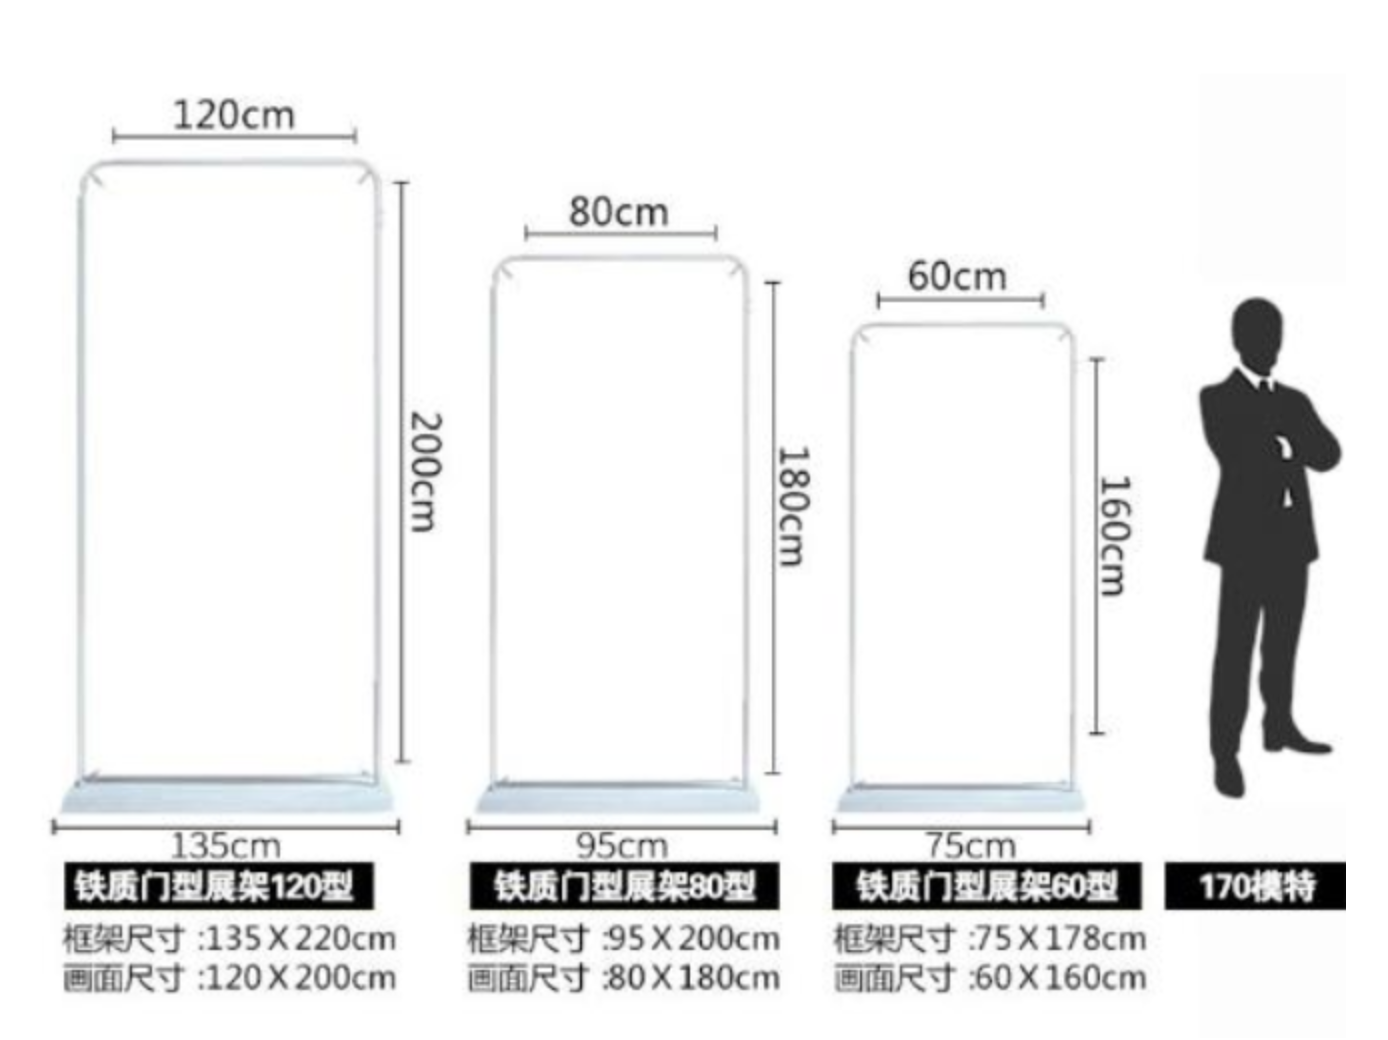 120cm
200cm
80cm
180cm
60cm
160cm
135cm
95cm
75cm
铁质门型展架120型
铁质门型展架80型
铁质门型展架60型
170模特
框架尺寸 :135X220cm
画面尺寸 :120X200cm
框架尺寸 :95X200cm
画面尺寸 :80X180cm
框架尺寸 :75X178cm
画面尺寸 :60X160cm